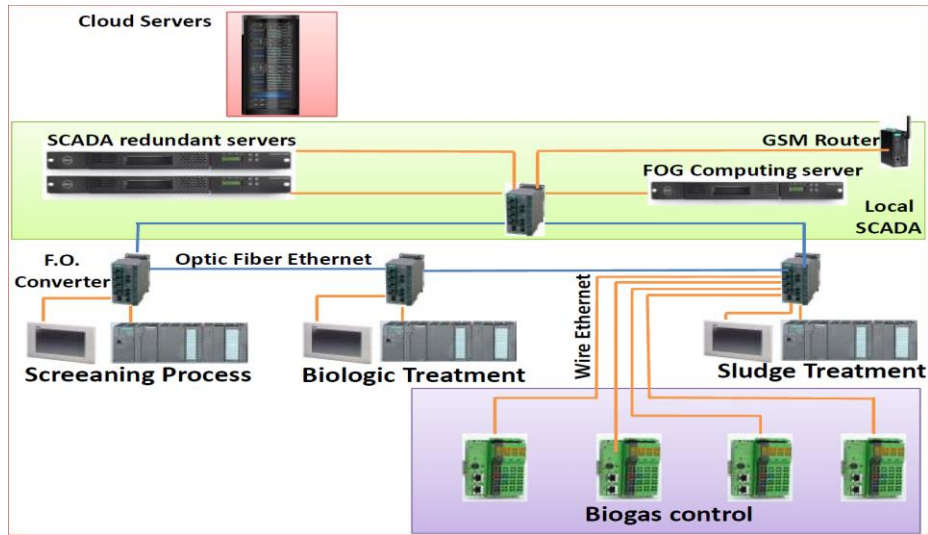 Cloud Servers
SCADA redundant servers
GSM Router
FOG Computing server
Local
SCADA
F.O.
Converter
Optic Fiber Ethernet
Wire Ethernet
Screeaning Process
Biologic Treatment
Sludge Treatment
Biogas control